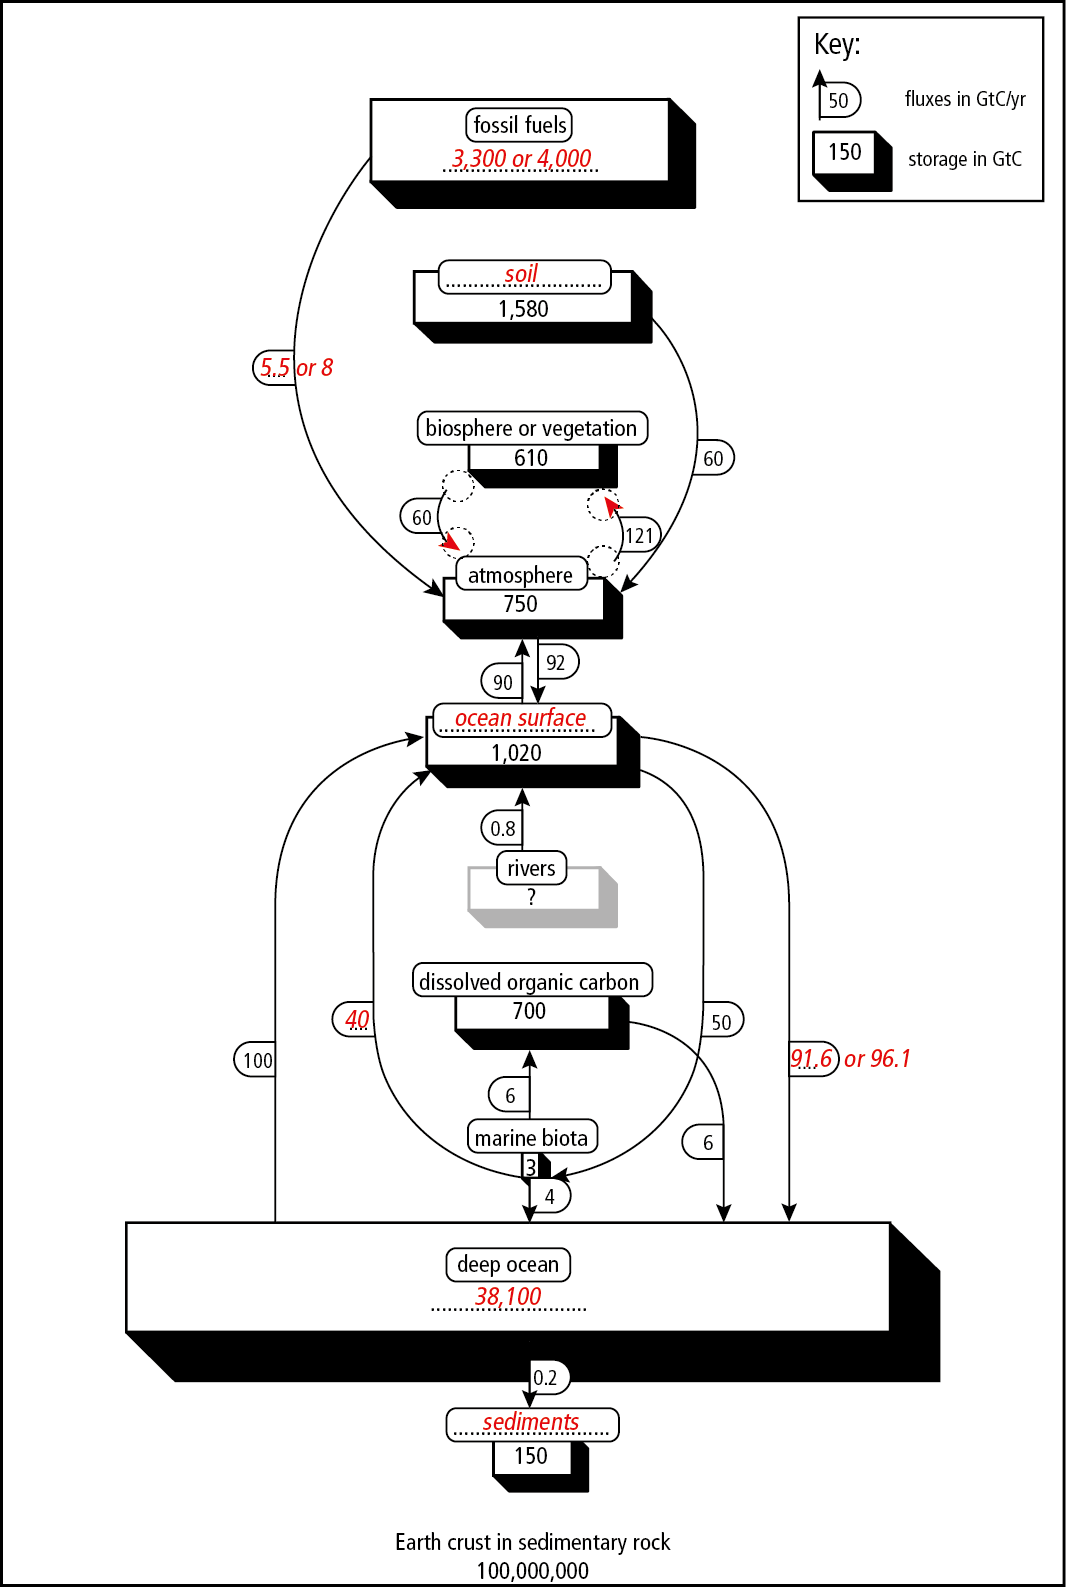 Key:
50
fluxes in GtC/yr
150
storage in GtC
fossil fuels
3,300 or 4,000
soil
1,580
5.5 or 8
biosphere or vegetation
610
60
60
121
atmosphere
750
92
90
ocean surface
1,020
0.8
rivers
?
dissolved organic carbon
700
40
50
100
91.6 or 96.1
6
marine biota
6
3
4
deep ocean
38,100
0.2
sediments
150
Earth crust in sedimentary rock
100,000,000